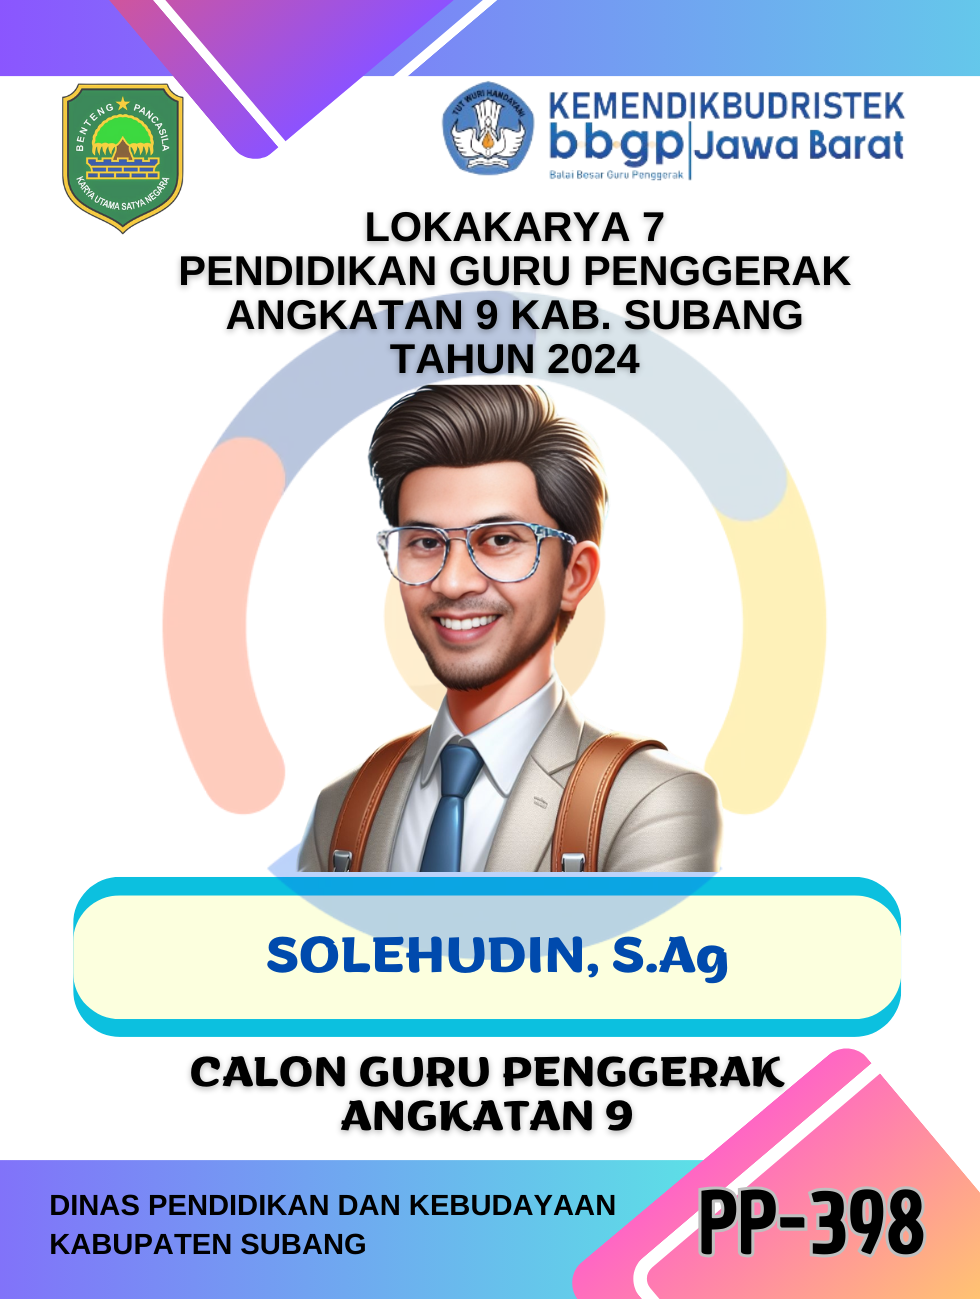 BENTENG PANCASILA
KARYA UTAMA SATYA NEGARA
TUT WURI HANDAYANI
KEMENDIKBUDRISTEK
bbgp Jawa Barat
Balai Besar Guru Penggerak
LOKAKARYA 7
PENDIDIKAN GURU PENGGERAK
ANGKATAN 9 KAB. SUBANG
TAHUN 2024
SOLEHUDIN, S.Ag
CALON GURU PENGGERAK
ANGKATAN 9
DINAS PENDIDIKAN DAN KEBUDAYAAN
KABUPATEN SUBANG
PP-398